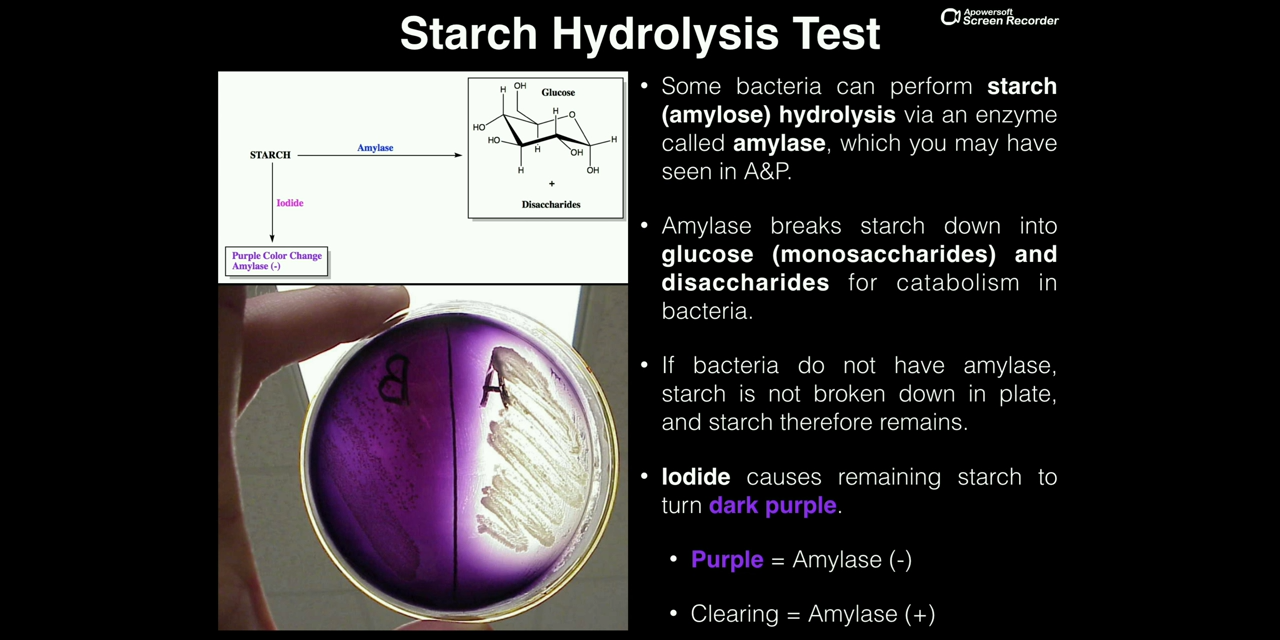 Apowersoft
Screen Recorder
Starch Hydrolysis Test
OH
H
Glucose
O
H
HO
HO
H
H
OH
H
OH
STARCH
Amylase
+
Disaccharides
Iodide
Purple Color Change
Amylase (-)
B
A
• Some bacteria can perform starch
(amylose) hydrolysis via an enzyme
called amylase, which you may have
seen in A&P.
• Amylase breaks starch down into
glucose (monosaccharides) and
disaccharides for catabolism in
bacteria.
• If bacteria do not have amylase,
starch is not broken down in plate,
and starch therefore remains.
• Iodide causes remaining starch to
turn dark purple.
• Purple = Amylase (-)
• Clearing = Amylase (+)